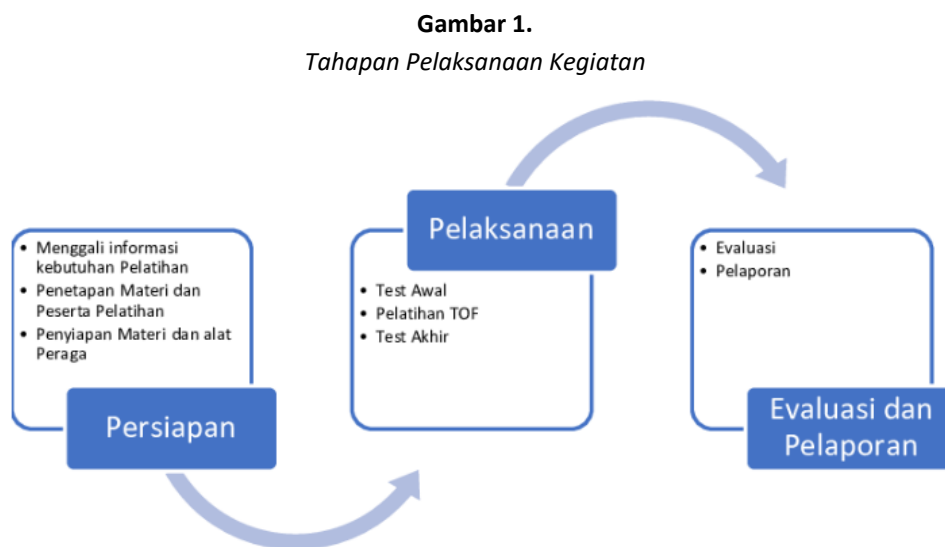 Gambar 1.
Tahapan Pelaksanaan Kegiatan
• Menggali informasi
kebutuhan Pelatihan
• Penetapan Materi dan
Peserta Pelatihan
• Penyiapan Materi dan alat
Peraga
Persiapan
Pelaksanaan
• Test Awal
• Pelatihan TOF
• Test Akhir
• Evaluasi
• Pelaporan
Evaluasi dan
Pelaporan